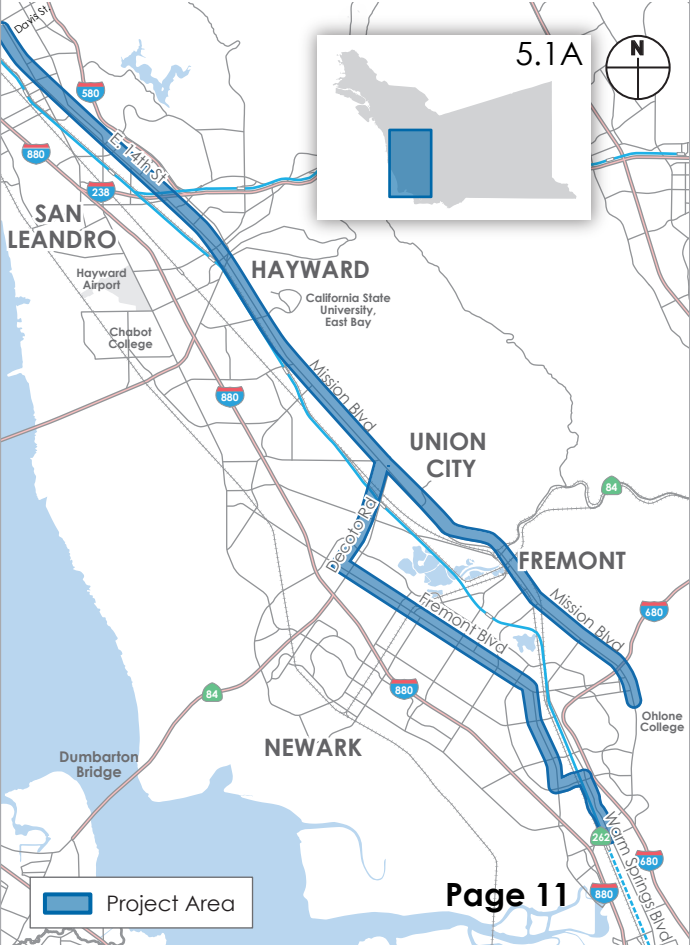 Davis St.
5.1A
N
580
E. 14th St
880
238
SAN
LEANDRO
Hayward
Airport
HAYWARD
California State
University,
East Bay
Chabot
College
Mission Blvd
880
UNION
CITY
84
Decoto Rd
FREMONT
Fremont Blvd
Mission Blvd
680
880
84
Ohlone
College
NEWARK
Dumbarton
Bridge
Warm Springs Blvd
262
680
880
Page 11
Project Area